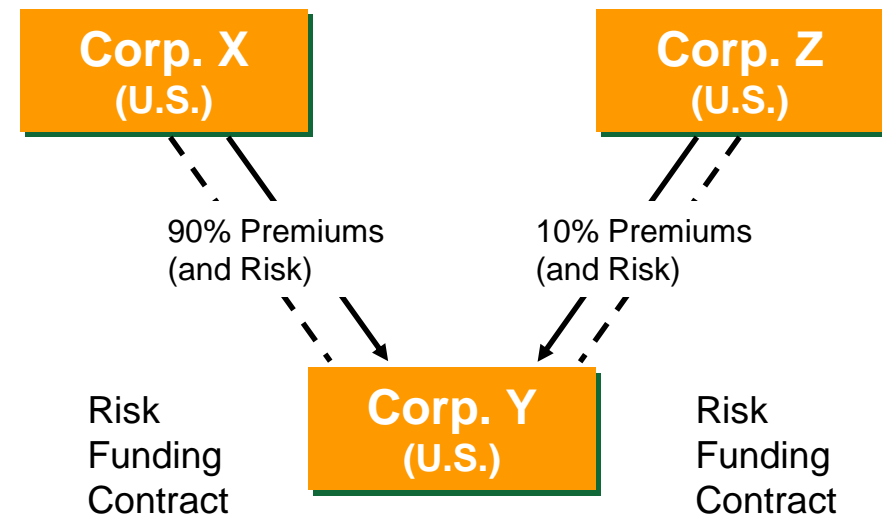 Corp. X
(U.S.)
Corp. Z
(U.S.)
90% Premiums
(and Risk)
10% Premiums
(and Risk)
Risk
Funding
Contract
Corp. Y
(U.S.)
Risk
Funding
Contract